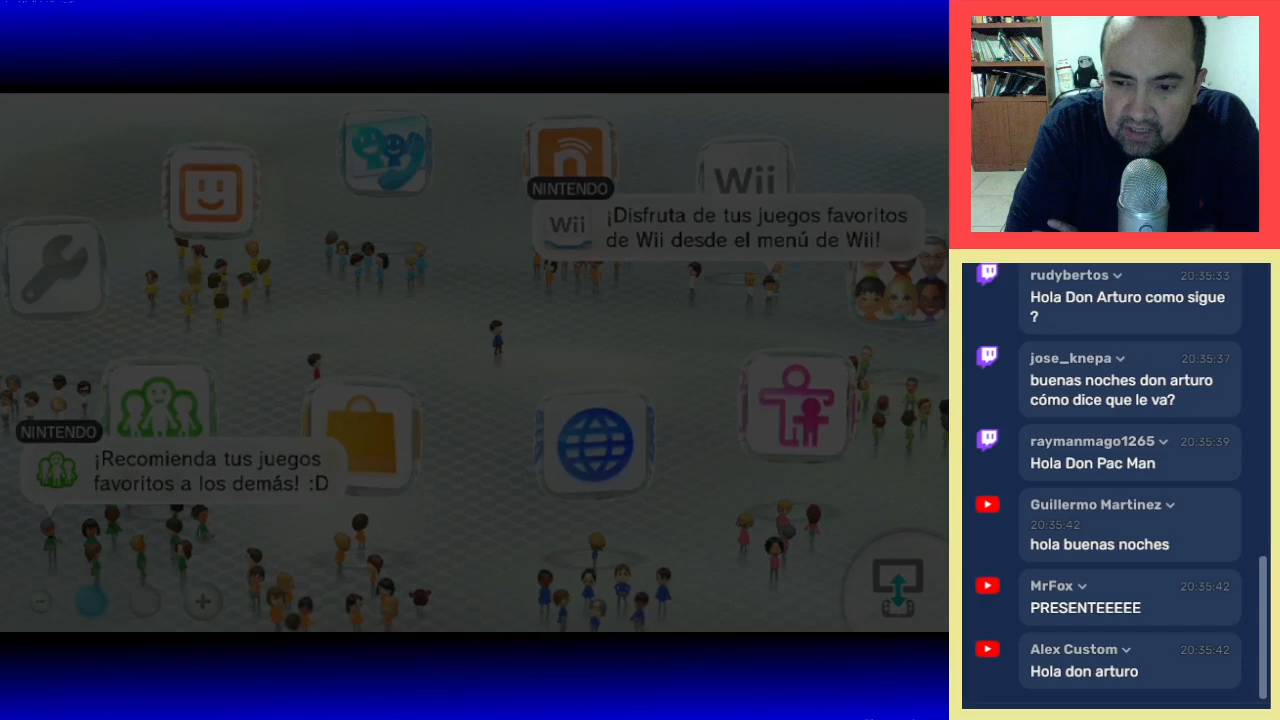 NINTENDO
Wii
Wii
¡Disfruta de tus juegos favoritos
de Wii desde el menú de Wii!
NINTENDO
¡Recomienda tus juegos
favoritos a los demás! :D
rudybertos 20:35:33
Hola Don Arturo como sigue
?
jose_knepa 20:35:37
buenas noches don arturo
cómo dice que le va?
raymanmago1265 20:35:39
Hola Don Pac Man
Guillermo Martinez
20:35:42
hola buenas noches
MrFox 20:35:42
PRESENTEEEEE
Alex Custom 20:35:42
Hola don arturo